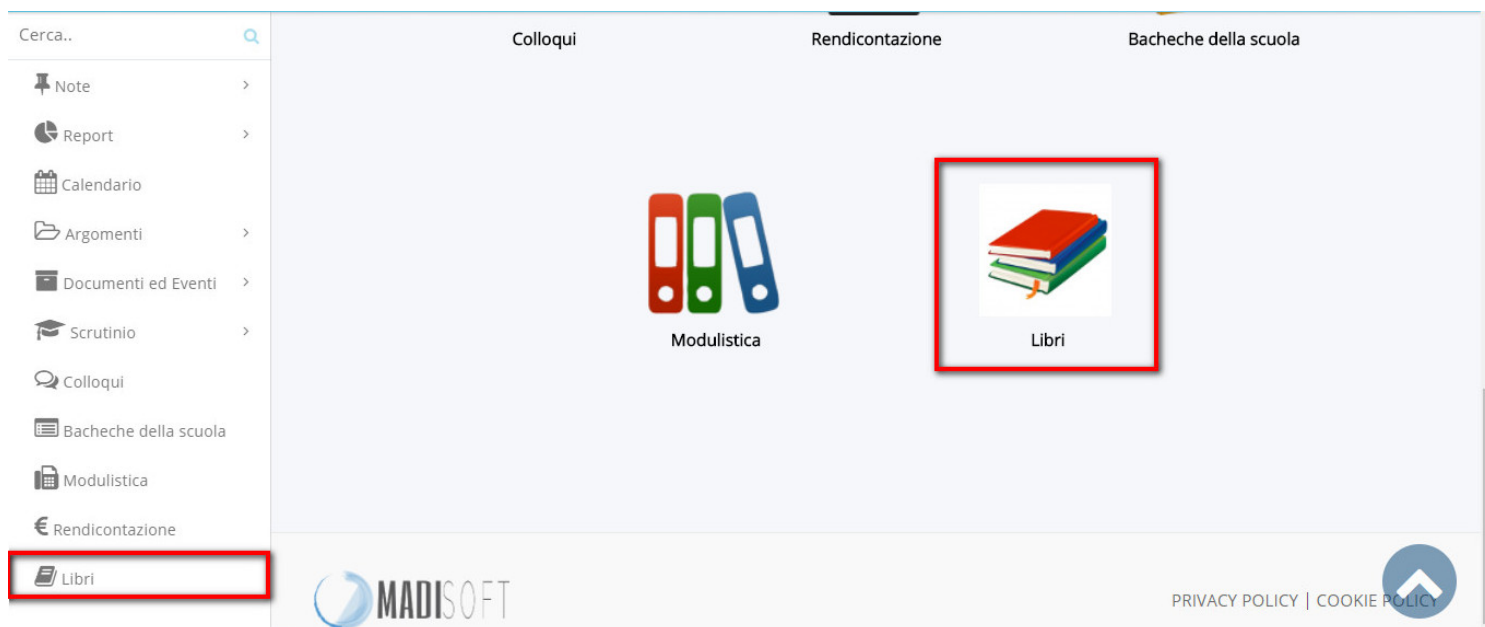 Cerca..
Note
Report
Calendario
Argomenti
Documenti ed Eventi
Scrutinio
Colloqui
Bacheche della scuola
Modulistica
€ Rendicontazione
Libri
Colloqui Rendicontazione Bacheche della scuola
Modulistica Libri
MADISOFT
PRIVACY POLICY | COOKIE POLICY